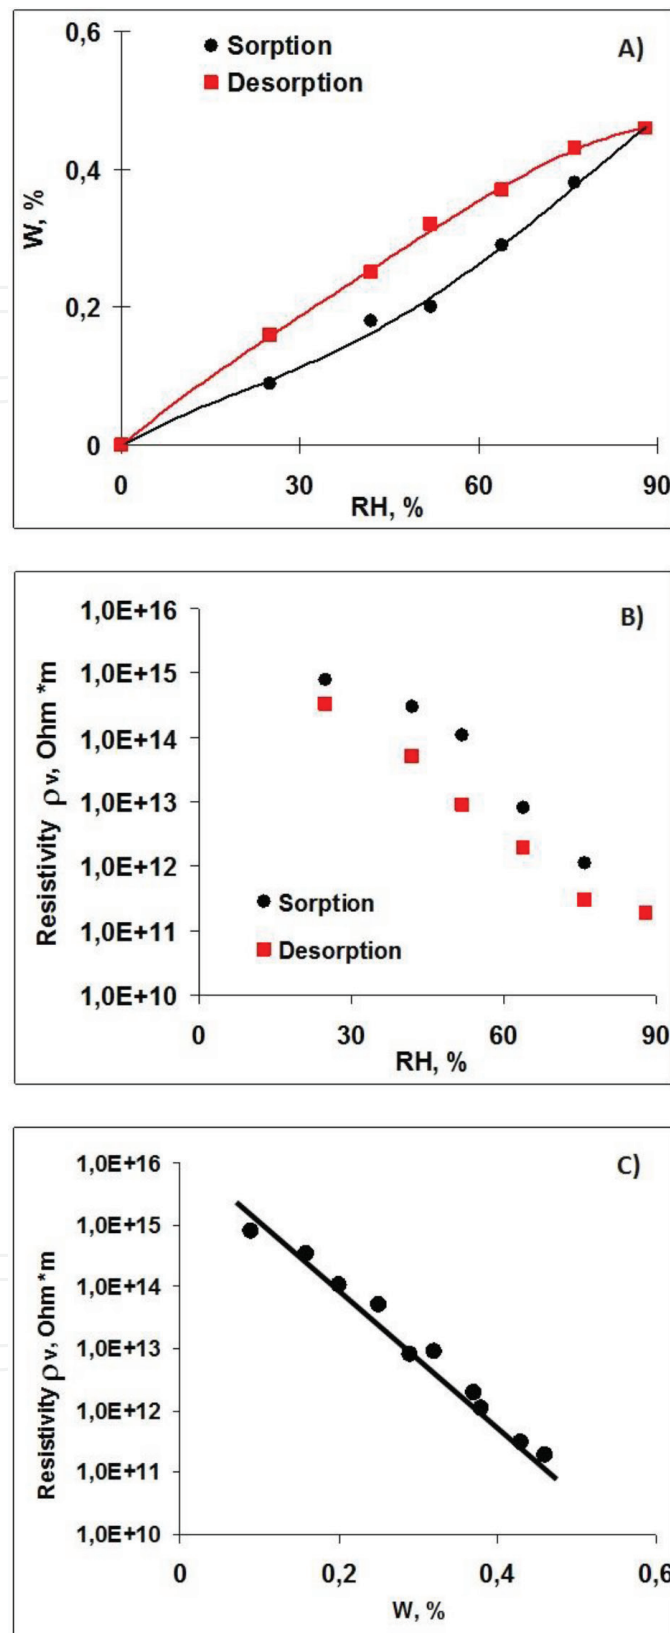 A)
0,6
Sorption
Desorption
0,4
W, %
0,2
0
0 30 60 90
RH, %
B)
1,0E+16
1,0E+15
1,0E+14
1,0E+13
1,0E+12
1,0E+11
1,0E+10
Resistivity ρv, Ohm *m
Sorption
Desorption
0 30 60 90
RH, %
C)
1,0E+16
1,0E+15
1,0E+14
1,0E+13
1,0E+12
1,0E+11
1,0E+10
Resistivity ρv, Ohm*m
0 0,2 0,4 0,6
W, %